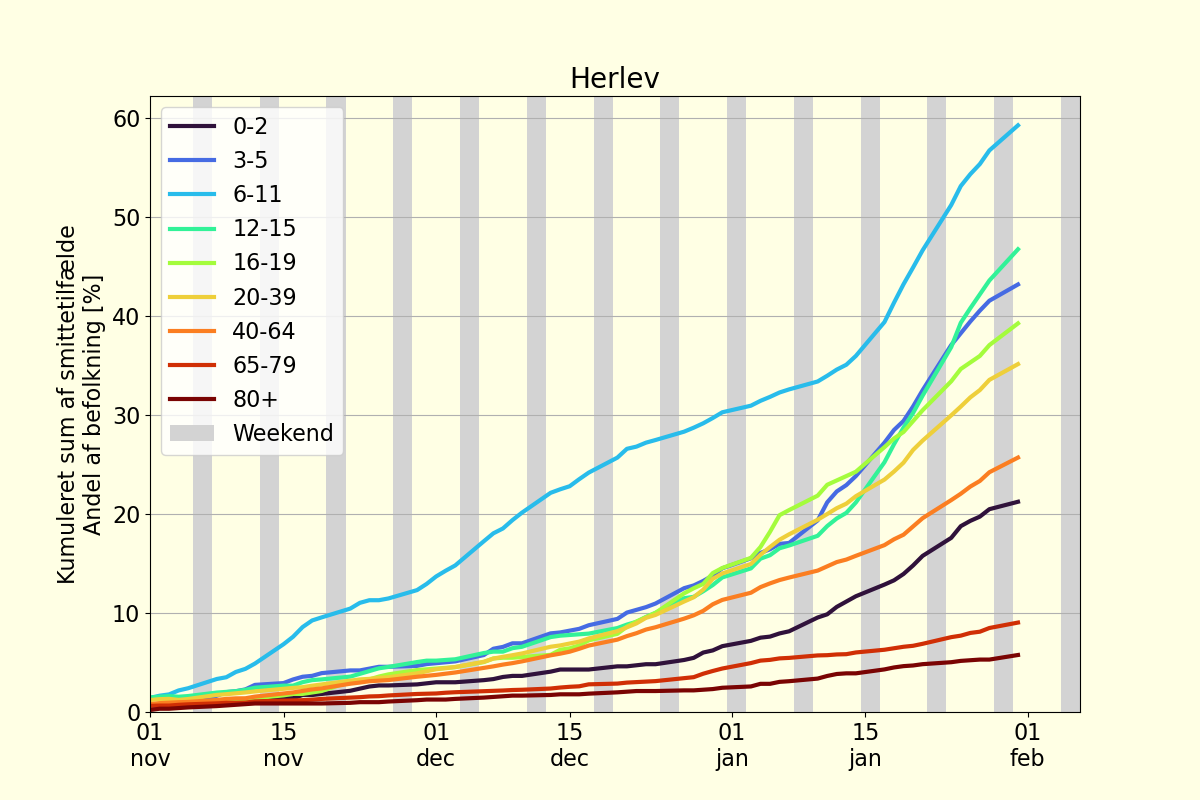 Herlev
Kumuleret sum af smittetilfælde
Andel af befolkning [%]
60
50
40
30
20
10
0
0-2
3-5
6-11
12-15
16-19
20-39
40-64
65-79
80+
Weekend
01 15 01 15 01 15 01
nov nov dec dec jan jan feb